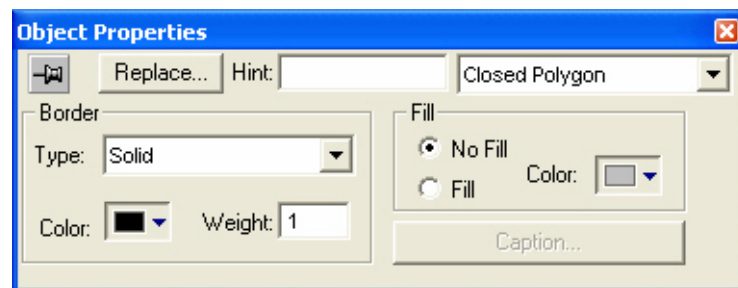 Object Properties
Replace... Hint: Closed Polygon
Border
Type: Solid
Color: Weight: 1
Fill
No Fill
Fill
Color:
Caption...